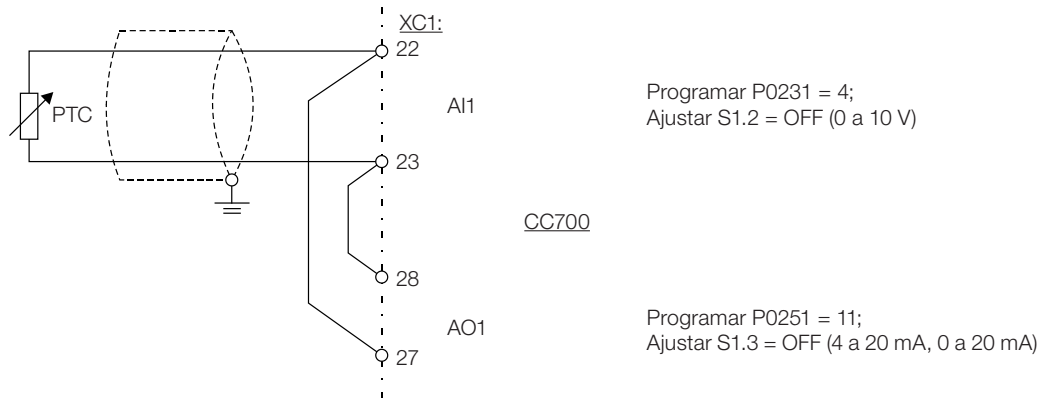 XC1:
22
AI1
Programar P0231 = 4;
Ajustar S1.2 = OFF (0 a 10 V)
PTC
23
CC700
28
AO1
Programar P0251 = 11;
Ajustar S1.3 = OFF (4 a 20 mA, 0 a 20 mA)
27